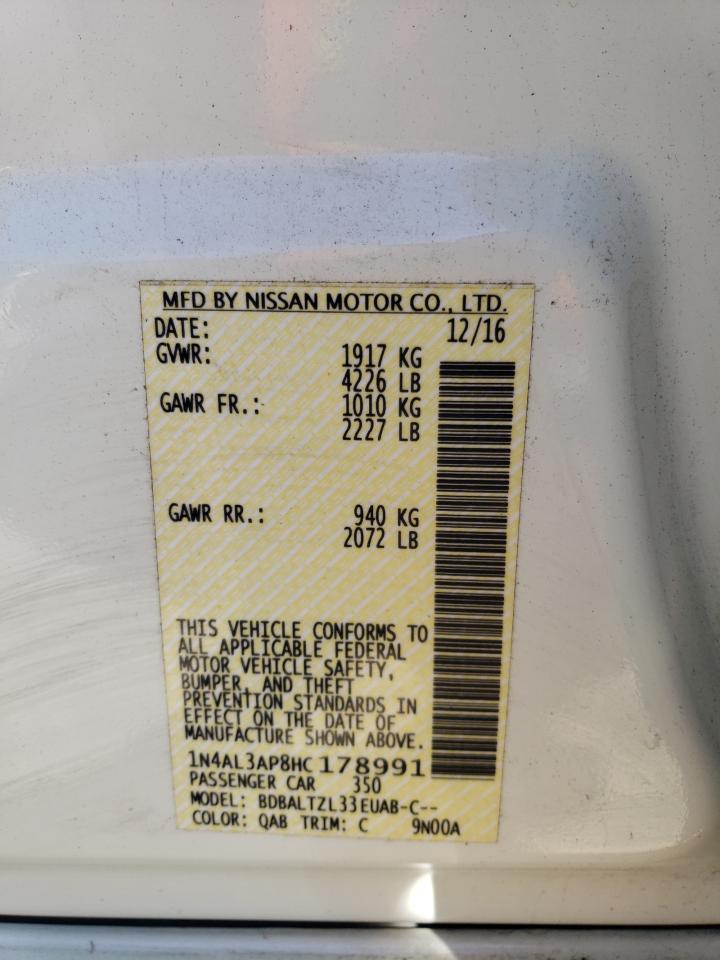 MFD BY NISSAN MOTOR CO., LTD.
DATE: 12/16
GVWR: 1917 KG
4226 LB
GAWR FR.: 1010 KG
2227 LB
GAWR RR.: 940 KG
2072 LB
THIS VEHICLE CONFORMS TO
ALL APPLICABLE FEDERAL
MOTOR VEHICLE SAFETY,
BUMPER, AND THEFT
PREVENTION STANDARDS IN
EFFECT ON THE DATE OF
MANUFACTURE SHOWN ABOVE.
1N4AL3AP8HC178991
PASSENGER CAR 350
MODEL: BDBALTZL33EUAB-C--
COLOR: QAB TRIM: C 9N00A